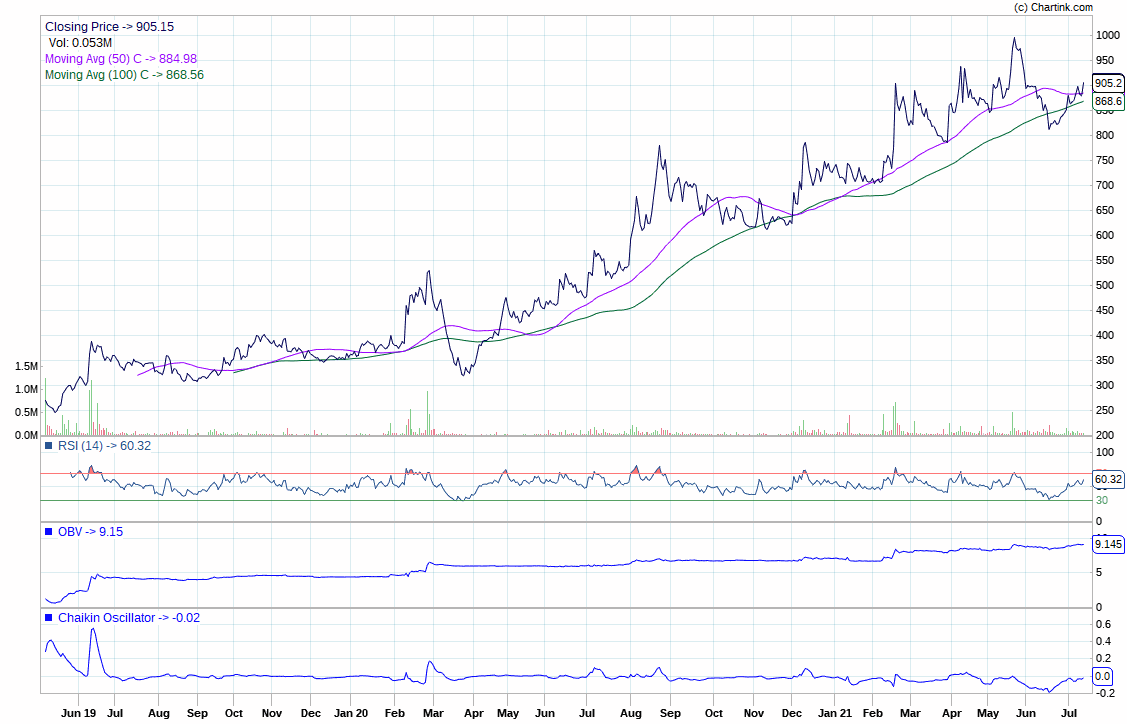 (c) Chartink.com
Closing Price -> 905.15
Vol: 0.053M
Moving Avg (50) C -> 884.98
Moving Avg (100) C -> 868.56
1000
950
905.2
868.6
850
800
750
700
650
600
550
500
450
400
350
300
250
200
1.5M
1.0M
0.5M
0.0M
RSI (14) -> 60.32
100
60.32
30
0
OBV -> 9.15
9.145
5
0
Chaikin Oscillator -> -0.02
0.6
0.4
0.2
0.0
-0.2
Jun 19 Jul Aug Sep Oct Nov Dec Jan 20 Feb Mar Apr May Jun Jul Aug Sep Oct Nov Dec Jan 21 Feb Mar Apr May Jun Jul